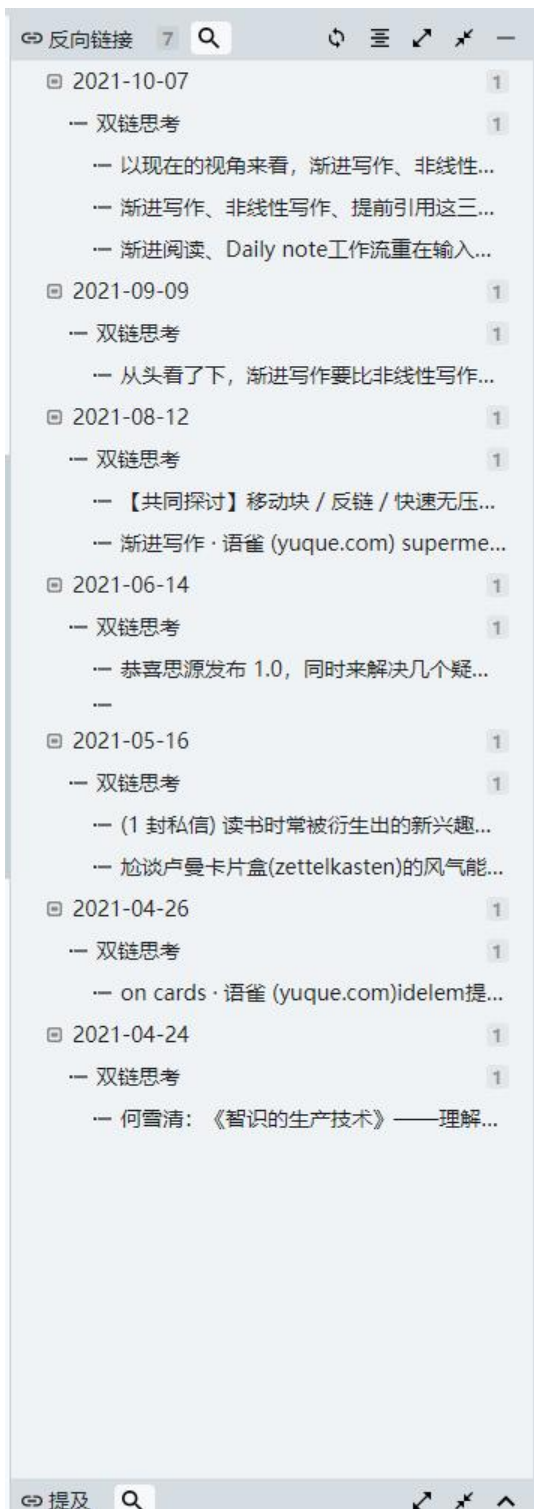 反向链接 7
2021-10-07 1
双链思考 1
以现在的视角来看，渐进写作、非线性...
渐进写作、非线性写作、提前引用这三...
渐进阅读、Daily note工作流重在输入...
2021-09-09 1
双链思考 1
从头看了下，渐进写作要比非线性写作...
2021-08-12 1
双链思考 1
【共同探讨】移动块 / 反链 / 快速无压...
渐进写作 · 语雀 (yuque.com) superme...
2021-06-14 1
双链思考 1
恭喜思源发布 1.0，同时来解决几个疑...
2021-05-16 1
双链思考 1
(1 封私信) 读书时常被衍生出的新兴趣...
尬谈卢曼卡片盒(zettelkasten)的风气能...
2021-04-26 1
双链思考 1
on cards · 语雀 (yuque.com)idelem提...
2021-04-24 1
双链思考 1
何雪清：《智识的生产技术》——理解...
提及